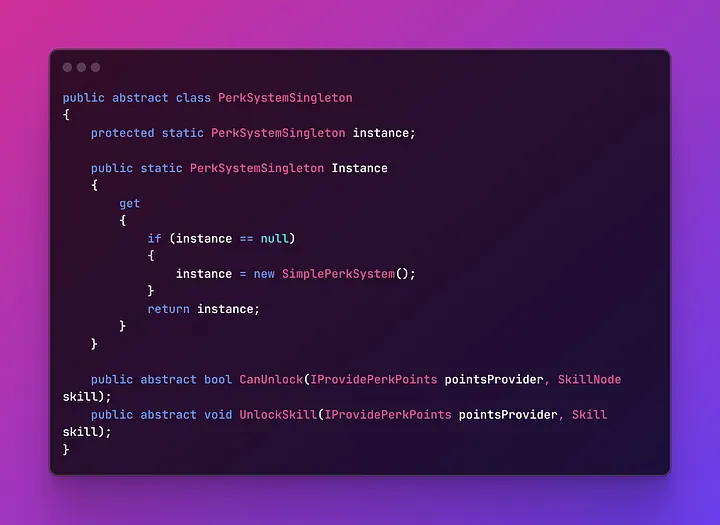 public abstract class PerkSystemSingleton
{
    protected static PerkSystemSingleton instance;

    public static PerkSystemSingleton Instance
    {
        get
        {
            if (instance == null)
            {
                instance = new SimplePerkSystem();
            }
            return instance;
        }
    }

    public abstract bool CanUnlock(IProvidePerkPoints pointsProvider, SkillNode
skill);
    public abstract void UnlockSkill(IProvidePerkPoints pointsProvider, Skill
skill);
}